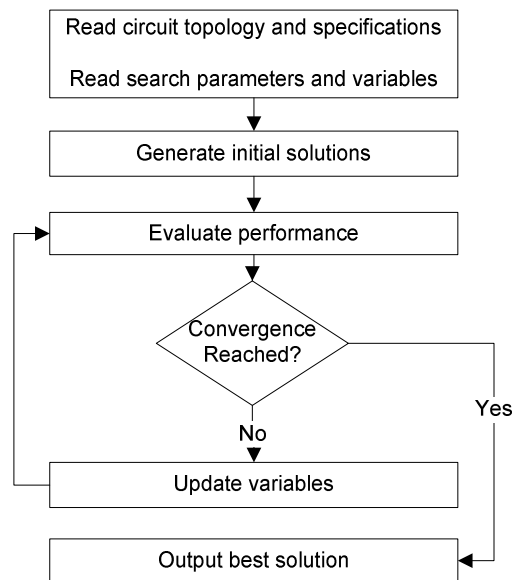 Read circuit topology and specifications
Read search parameters and variables
Generate initial solutions
Evaluate performance
Convergence
Reached?
Yes
No
Update variables
Output best solution